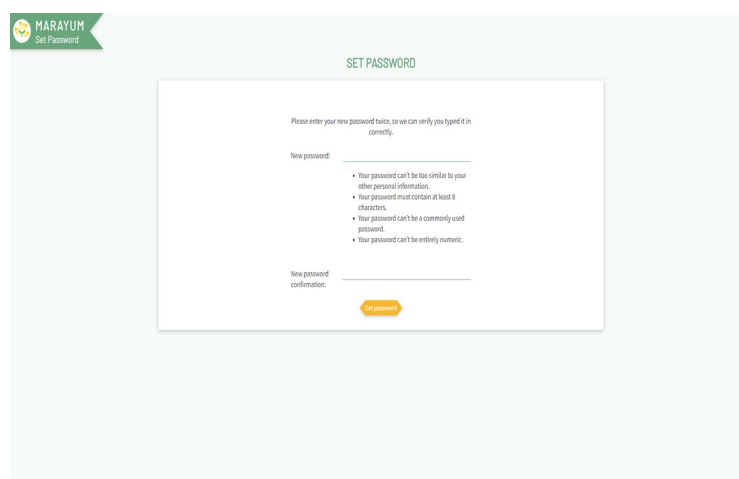 MARAYUM
Set Password
SET PASSWORD
Please enter your new password twice, so we can verify you typed it in
correctly.
New password:
• Your password can't be too similar to your
other personal information.
• Your password must contain at least 8
characters.
• Your password can't be a commonly used
password.
• Your password can't be entirely numeric.
New password
confirmation:
Set password